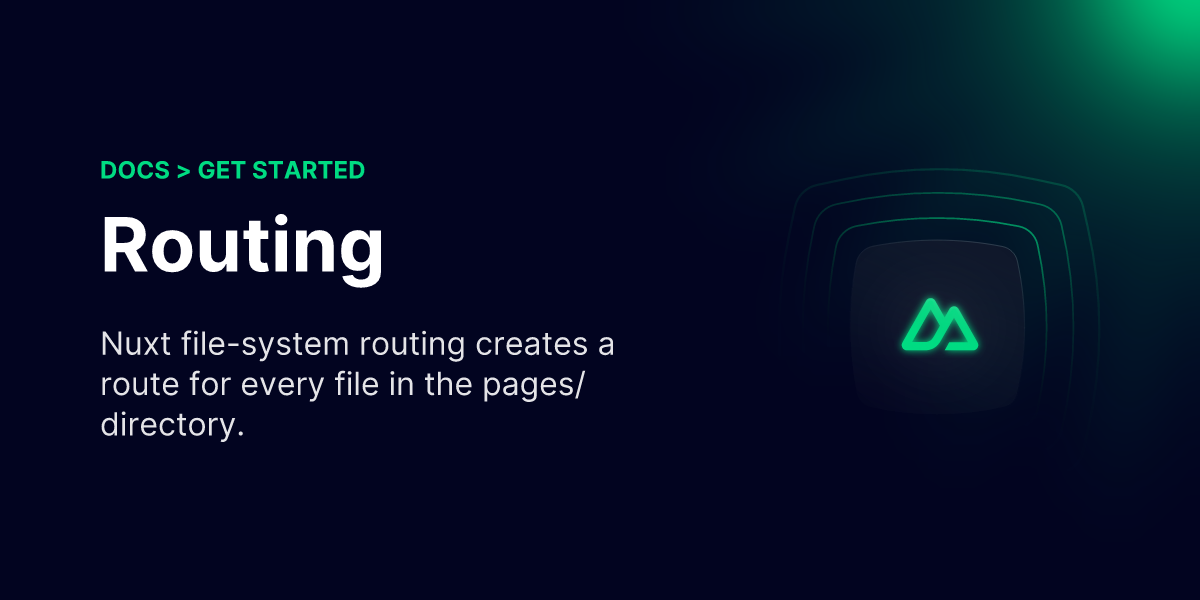 DOCS > GET STARTED
Routing
Nuxt file-system routing creates a
route for every file in the pages/
directory.